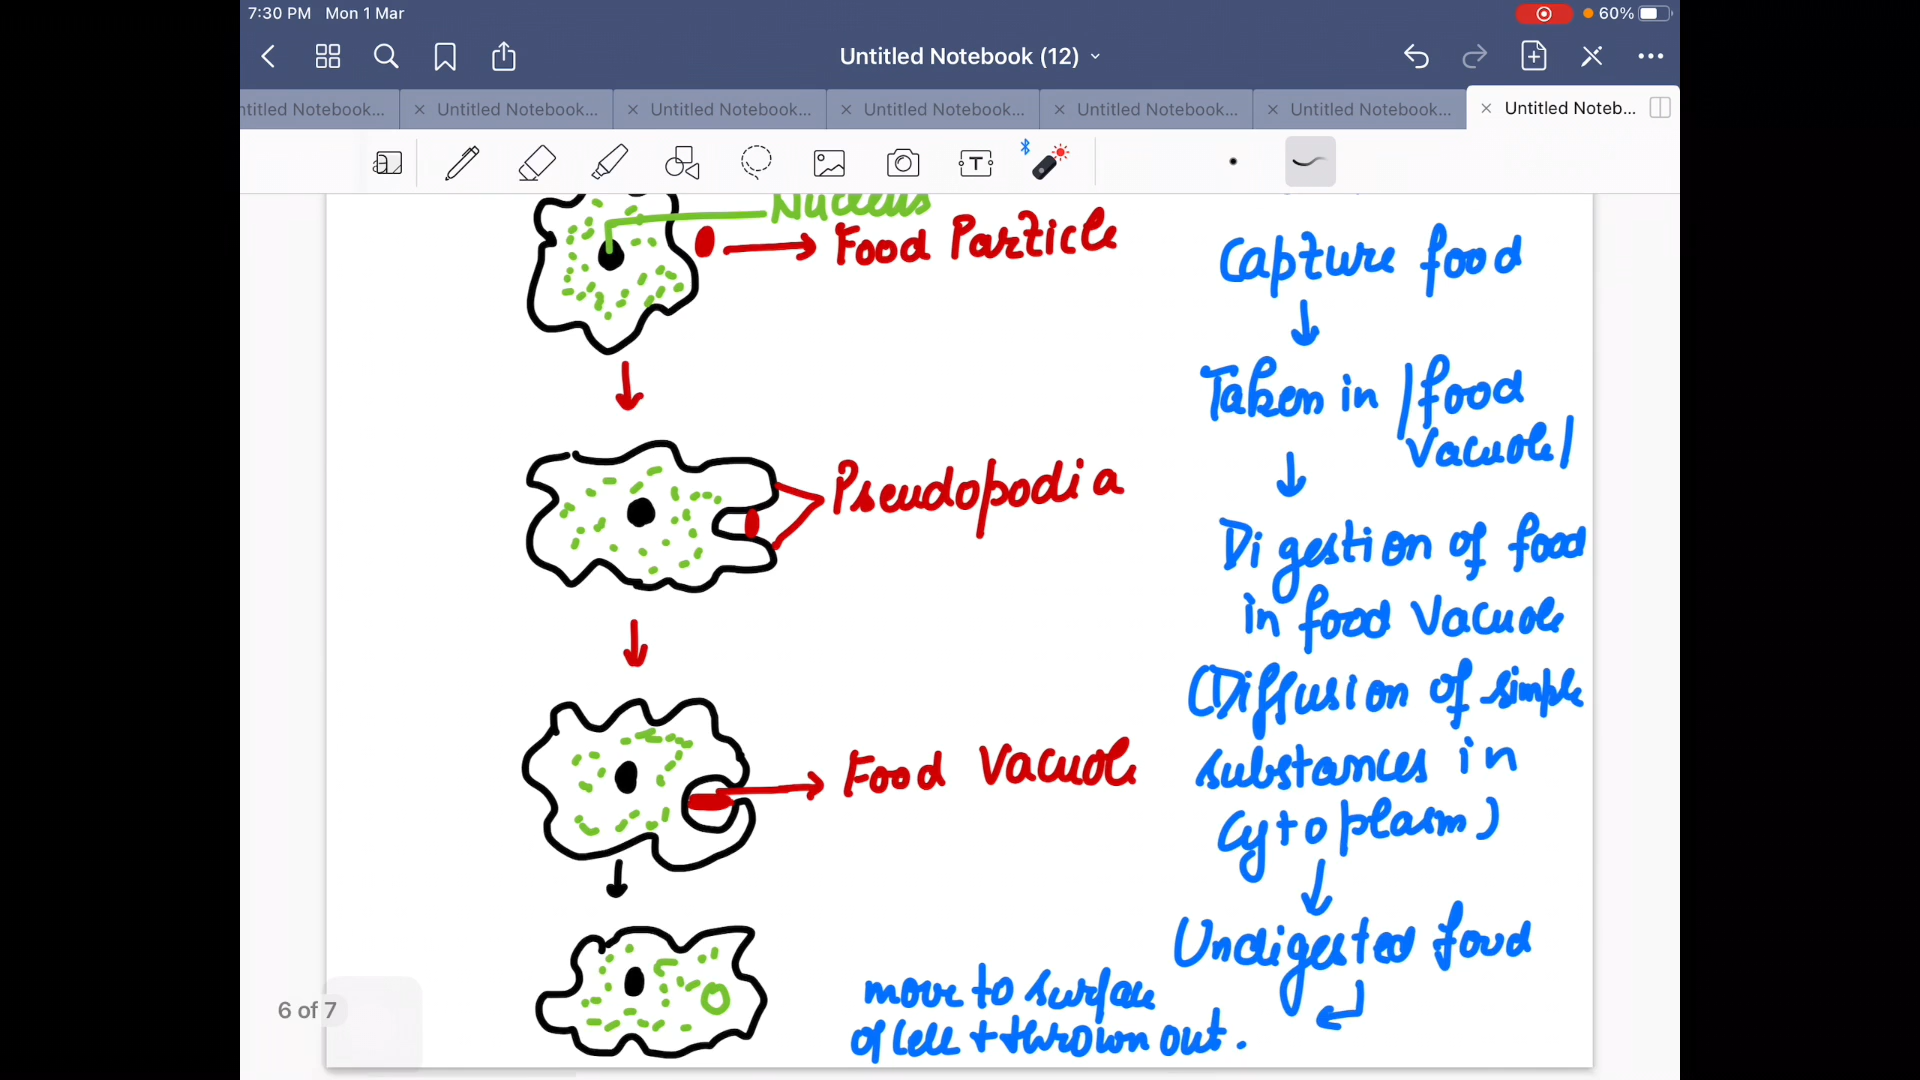 7:30 PM Mon 1 Mar
60%
Untitled Notebook (12)
ntitled Notebook...
Untitled Notebook...
Untitled Notebook...
Untitled Notebook...
Untitled Notebook...
Untitled Notebook...
Untitled Noteb...
Nucleus
Food Particle
Pseudopodia
Food Vacuole
Capture food
Taken in /food
Vacuole/
Digestion of food
in food Vacuole
(Diffusion of simple
substances in
cytoplasm)
Undigested food
move to surface
of cell + thrown out.
6 of 7